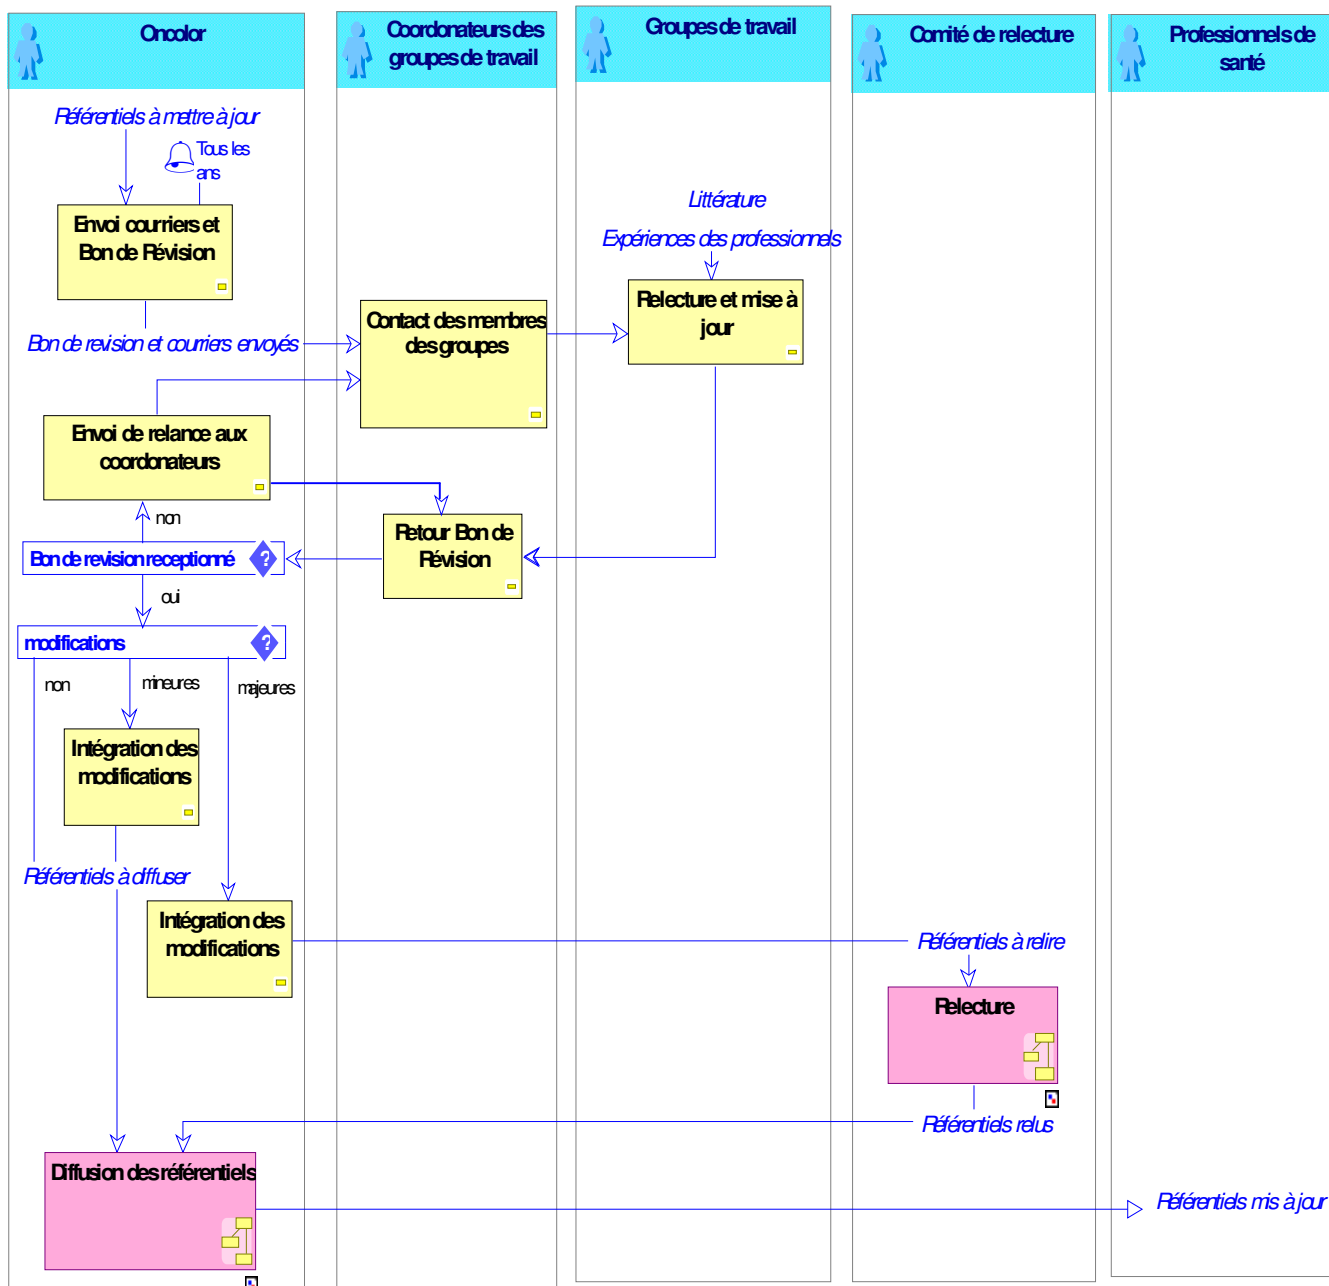 Oncolor
Coordonateurs des
groupes de travail
Groupes de travail
Comité de relecture
Professionnels de
santé
Référentiels à mettre à jour
Tous les
ans
Envoi courriers et
Bon de Révision
Littérature
Expériences des professionnels
Relecture et mise à
jour
Contact des membres
des groupes
Bon de revision et courriers envoyés
Envoi de relance aux
coordonateurs
non
Retour Bon de
Révision
Bon de revision receptionné
?
oui
modifications
?
non
mineures
majeures
Intégration des
modifications
Référentiels à diffuser
Intégration des
modifications
Référentiels à relire
Relecture
Référentiels relus
Diffusion des référentiels
Référentiels mis à jour